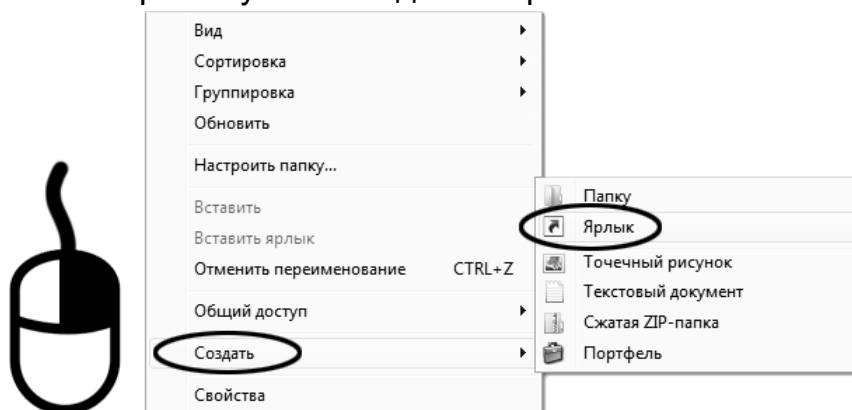 Вид
Сортировка
Группировка
Обновить
Настроить папку...
Вставить
Вставить ярлык
Отменить переименование CTRL+Z
Общий доступ
Создать
Свойства
Папку
Ярлык
Точечный рисунок
Текстовый документ
Сжатая ZIP-папка
Портфель